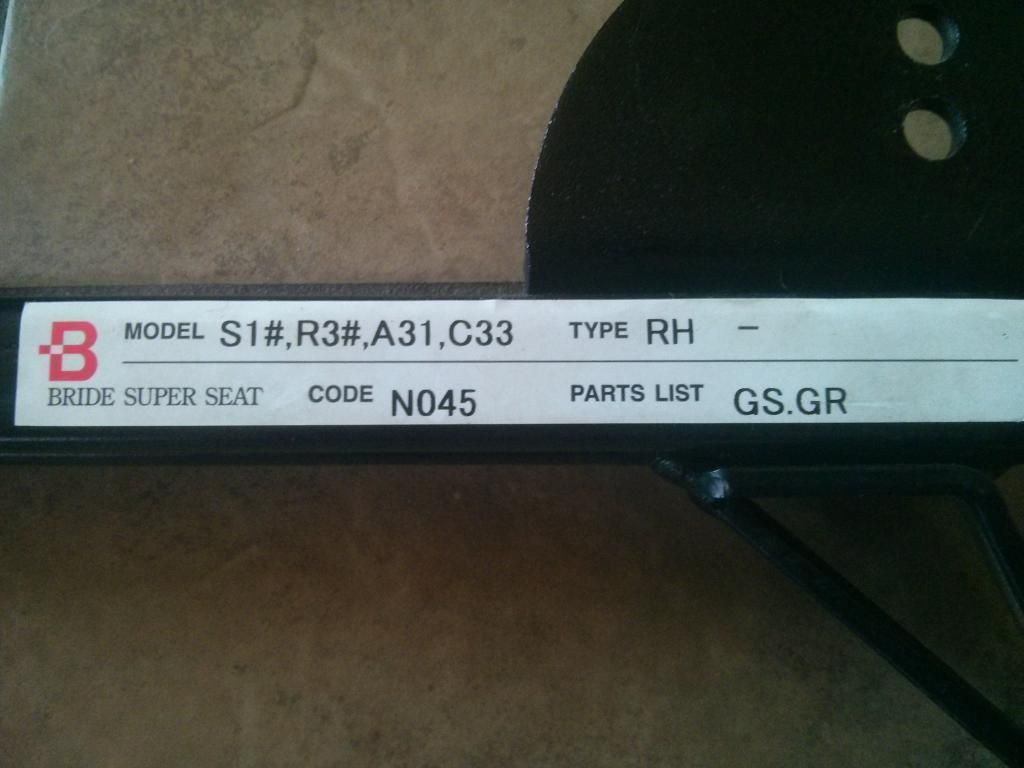 B MODEL S1#,R3#,A31,C33 TYPE RH –
BRIDE SUPER SEAT CODE N045 PARTS LIST GS.GR